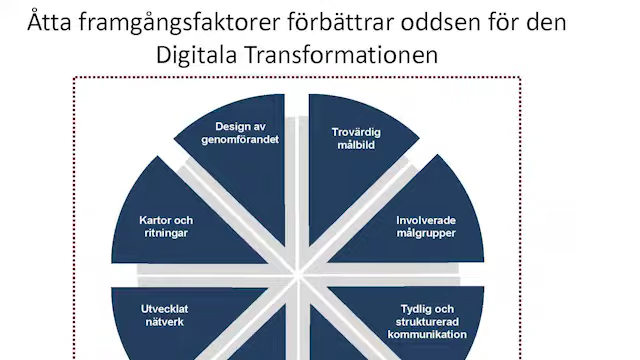 Åtta framgångsfaktorer förbättrar oddsen för den
Digitala Transformationen
Design av
genomförandet
Trovärdig
målbild
Kartor och
ritningar
Involverade
målgrupper
Utvecklat
nätverk
Tydlig och
strukturerad
kommunikation